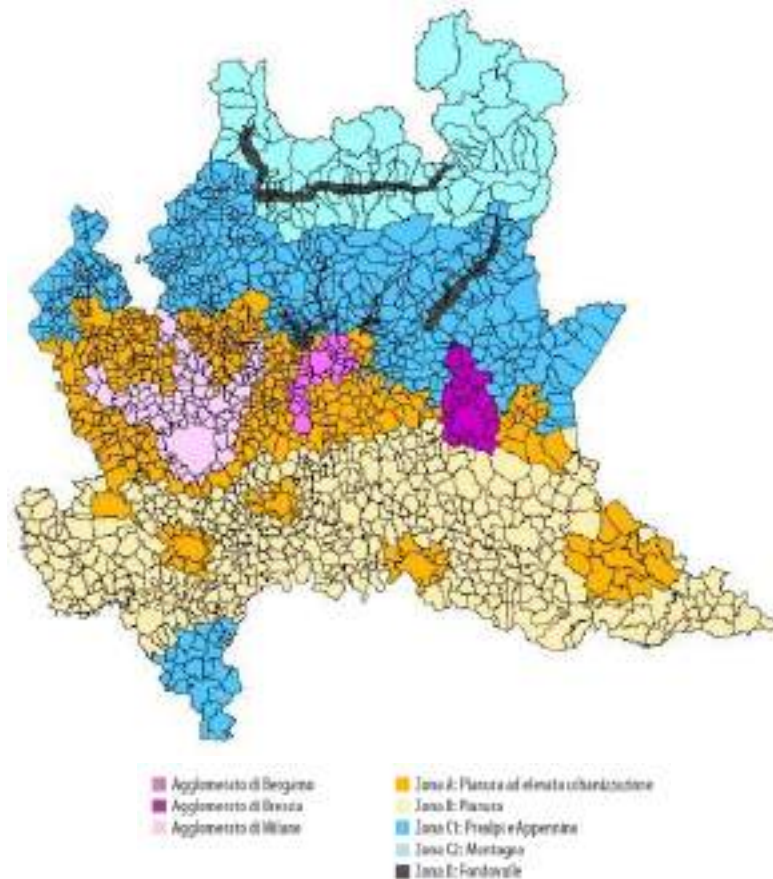 Agglomerato di Bergamo
Agglomerato di Brescia
Agglomerato di Milano
Zona A: Pianura ad elevata urbanizzazione
Zona B: Pianura
Zona C1: Prealpi e Appennino
Zona C2: Montagna
Zona D: Fondovalle